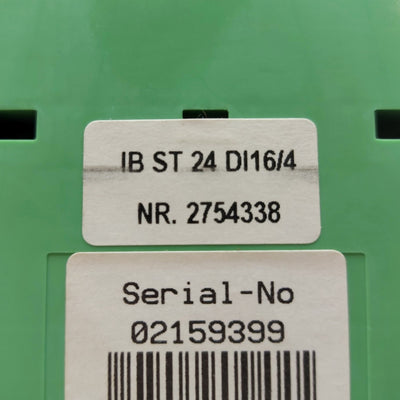 IB ST 24 DI16/4
NR. 2754338
Serial-No
02159399